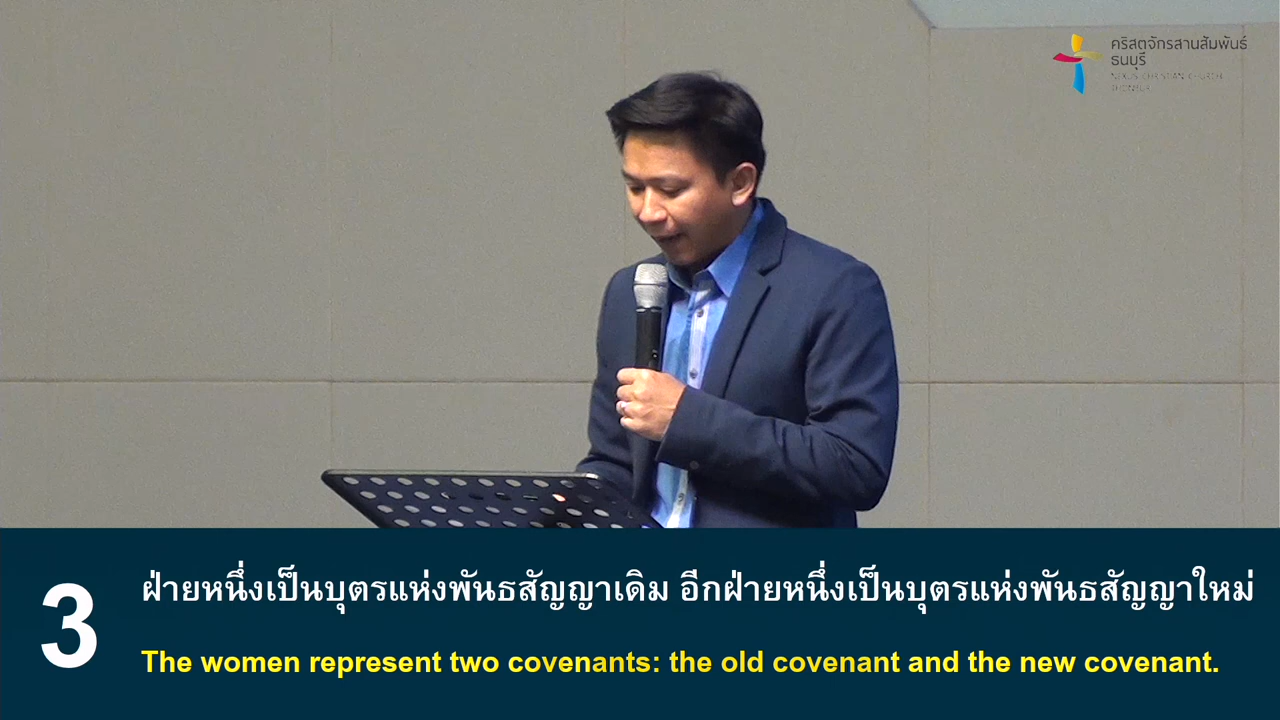 คริสตจักรสานสัมพันธ์
ธนบุรี
NEXUS CHRISTIAN CHURCH
3
ฝ่ายหนึ่งเป็นบุตรแห่งพันธสัญญาเดิม อีกฝ่ายหนึ่งเป็นบุตรแห่งพันธสัญญาใหม่
The women represent two covenants: the old covenant and the new covenant.